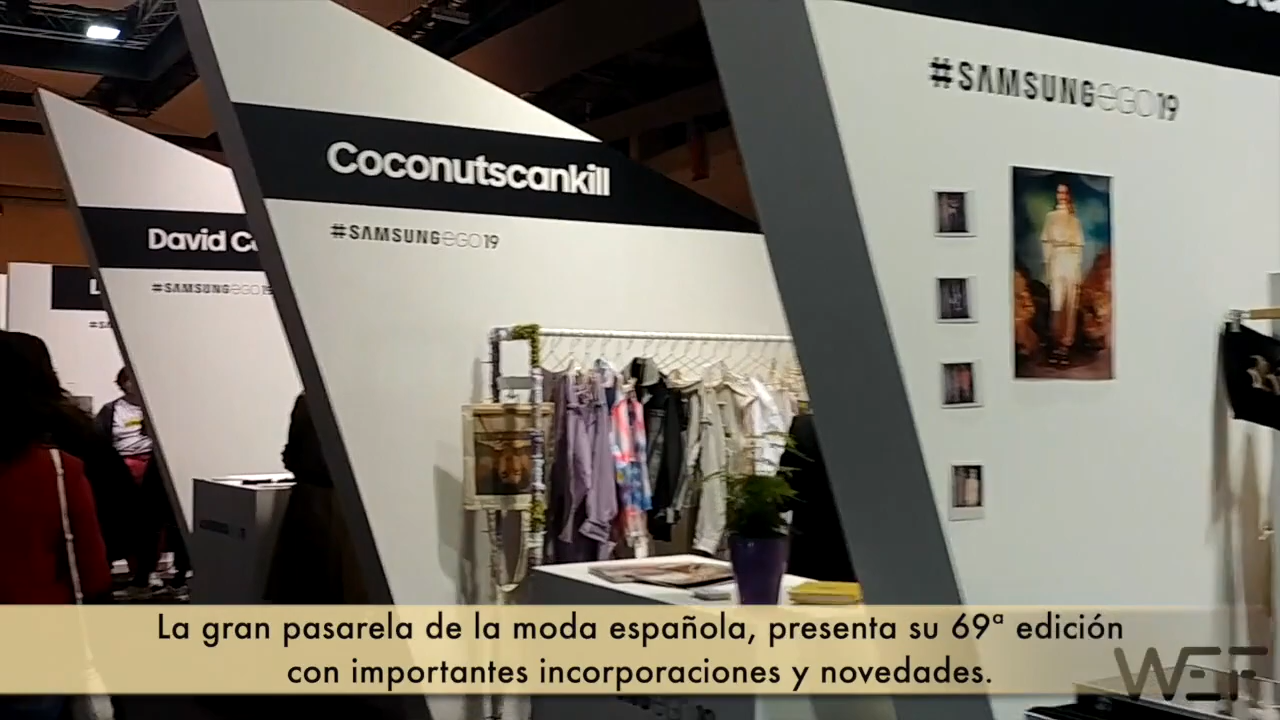 #SAMSUNGeGO19
Coconutscankill
#SAMSUNGeGO19
David
#SAMSUNGeGO19
La gran pasarela de la moda española, presenta su 69ª edición
con importantes incorporaciones y novedades.
WEF